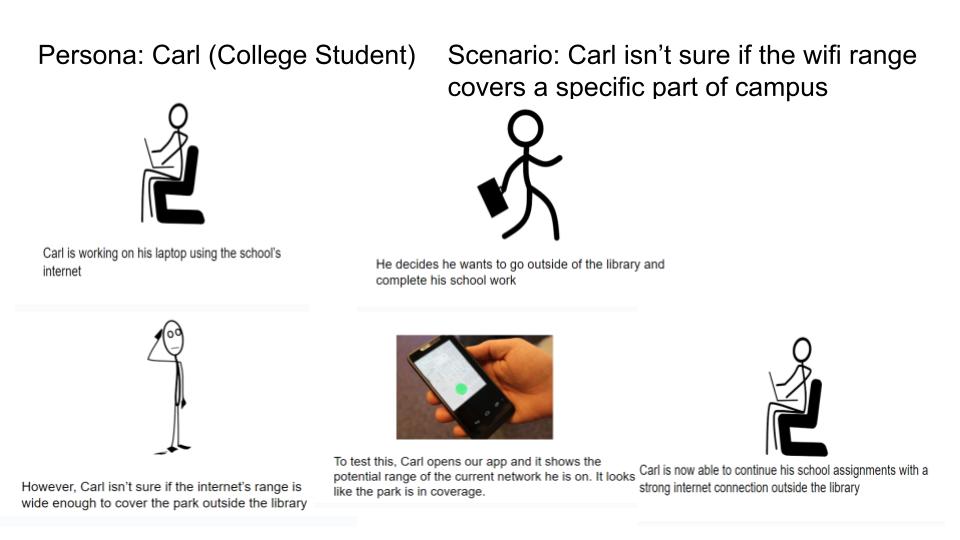 Persona: Carl (College Student)
Scenario: Carl isn’t sure if the wifi range
covers a specific part of campus
Carl is working on his laptop using the school's
internet
He decides he wants to go outside of the library and
complete his school work
However, Carl isn’t sure if the internet’s range is
wide enough to cover the park outside the library
To test this, Carl opens our app and it shows the
potential range of the current network he is on. It looks
like the park is in coverage.
Carl is now able to continue his school assignments with a
strong internet connection outside the library